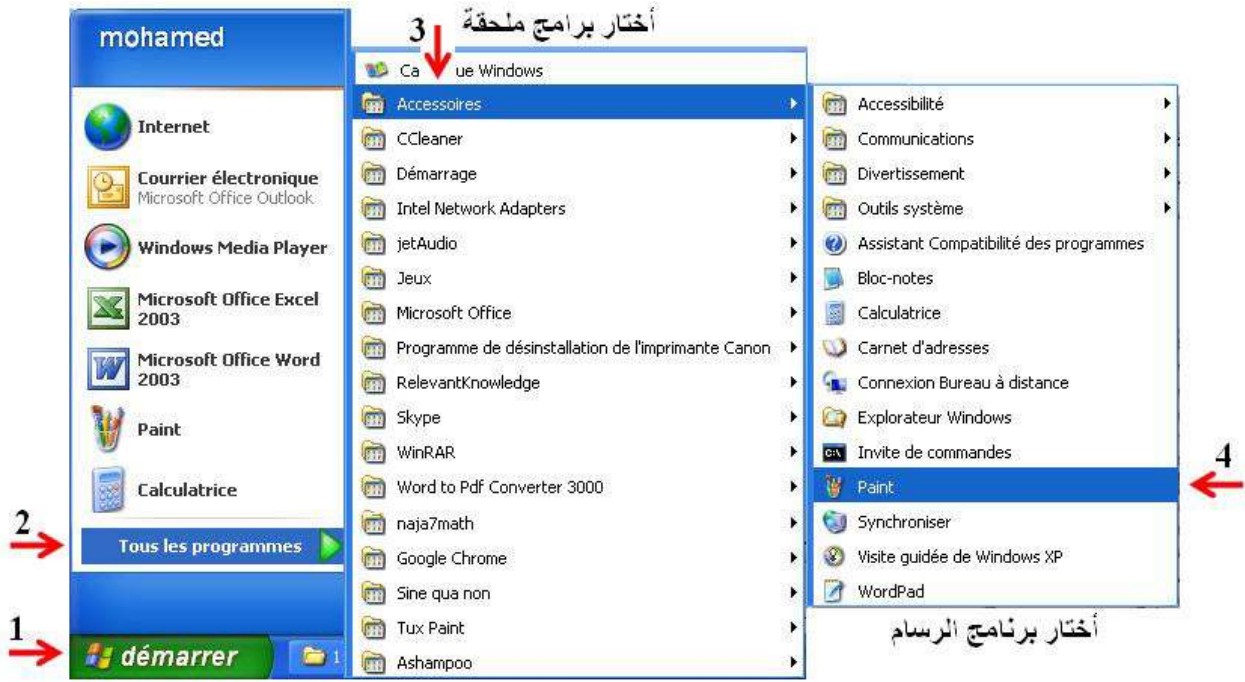 mohamed
Internet
Courrier électronique
Microsoft Office Outlook
Windows Media Player
Microsoft Office Excel
2003
Microsoft Office Word
2003
Paint
Calculatrice
2
Tous les programmes
1
démarrer
1
3
أختار برامج ملحقة
Ca ue Windows
Accessoires
CCleaner
Démarrage
Intel Network Adapters
jetAudio
Jeux
Microsoft Office
Programme de désinstallation de l'imprimante Canon
RelevantKnowledge
Skype
WinRAR
Word to Pdf Converter 3000
naja7math
Google Chrome
Sine qua non
Tux Paint
Ashampoo
Accessibilité
Communications
Divertissement
Outils système
Assistant Compatibilité des programmes
Bloc-notes
Calculatrice
Carnet d'adresses
Connexion Bureau à distance
Explorateur Windows
Invite de commandes
Paint
4
Synchroniser
Visite guidée de Windows XP
WordPad
أختار برنامج الرسام